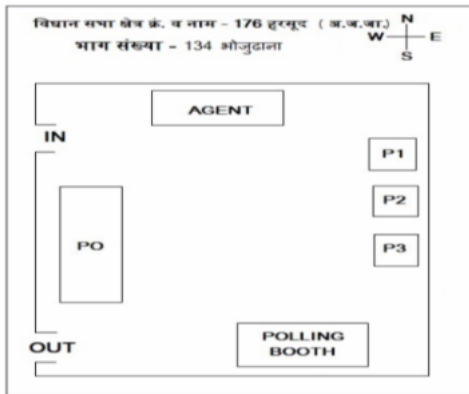 विधान सभा क्षेत्र क्रं. व नाम - 176 हरसूद ( अ.ज.जा.)
भाग संख्या - 134 भोजुढाना
N
W E
S
AGENT
IN
P1
P2
PO
P3
OUT
POLLING
BOOTH